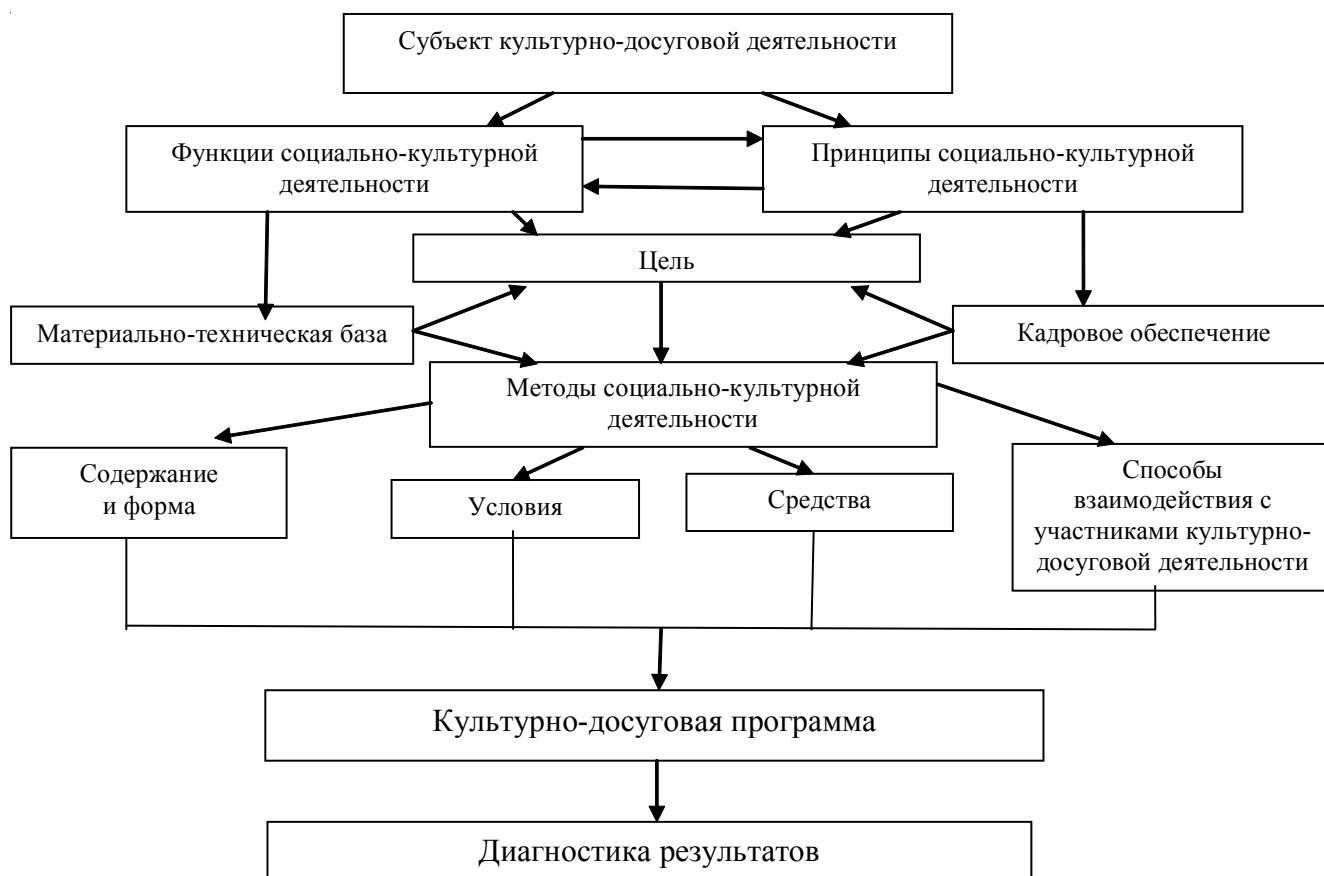 Субъект культурно-досуговой деятельности
Функции социально-культурной
деятельности
Принципы социально-культурной
деятельности
Цель
Материально-техническая база
Кадровое обеспечение
Методы социально-культурной
деятельности
Содержание
и форма
Условия
Средства
Способы
взаимодействия с
участниками культурно-
досуговой деятельности
Культурно-досуговая программа
Диагностика результатов